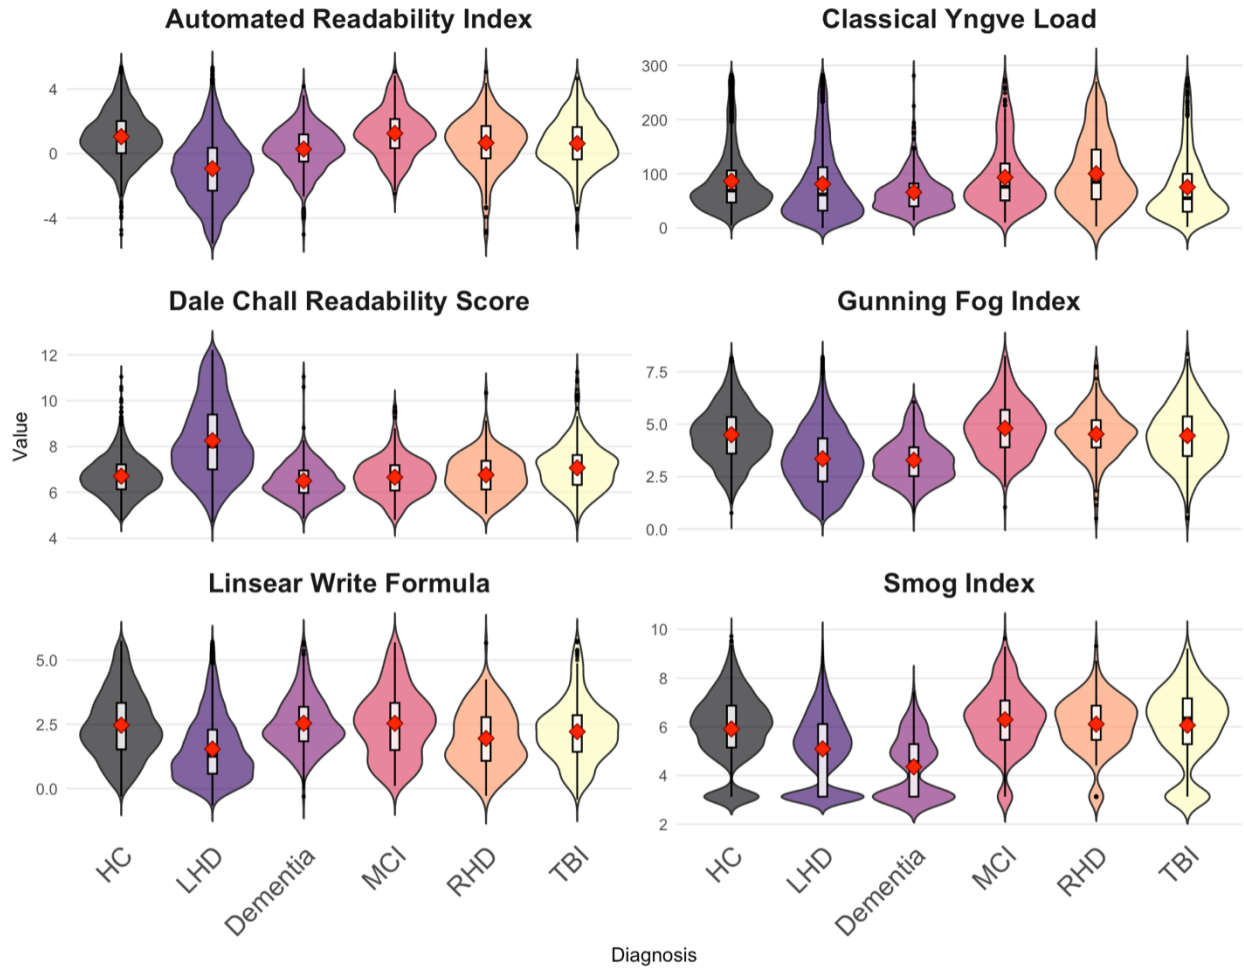 Automated Readability Index
Classical Yngve Load
4
0
-4
300
200
100
0
Dale Chall Readability Score
Gunning Fog Index
Value
12
10
8
6
4
7.5
5.0
2.5
0.0
Linsear Write Formula
Smog Index
5.0
2.5
0.0
10
8
6
4
2
HC
LHD
Dementia
MCI
RHD
TBI
HC
LHD
Dementia
MCI
RHD
TBI
Diagnosis